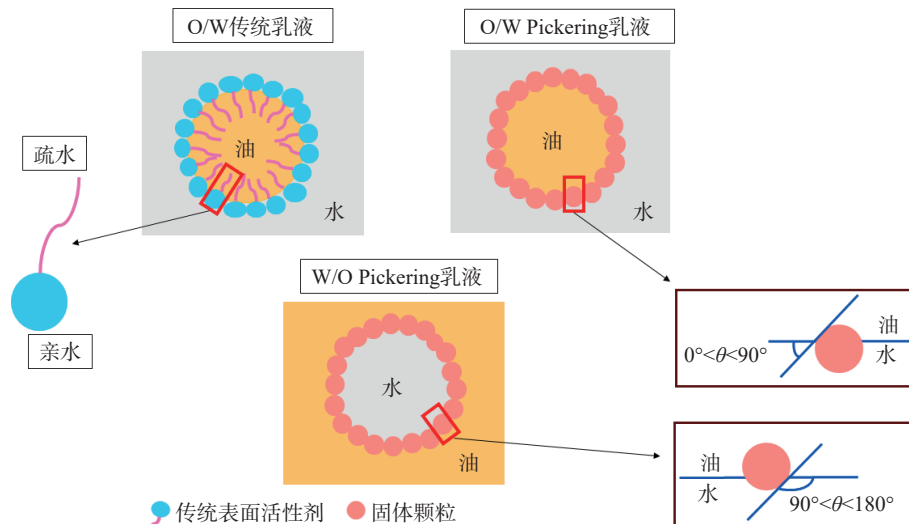 O/W传统乳液
O/W Pickering乳液
油
水
油
水
疏水
亲水
W/O Pickering乳液
水
油
油
水
0°<θ<90°
油
水
90°<θ<180°
传统表面活性剂
固体颗粒